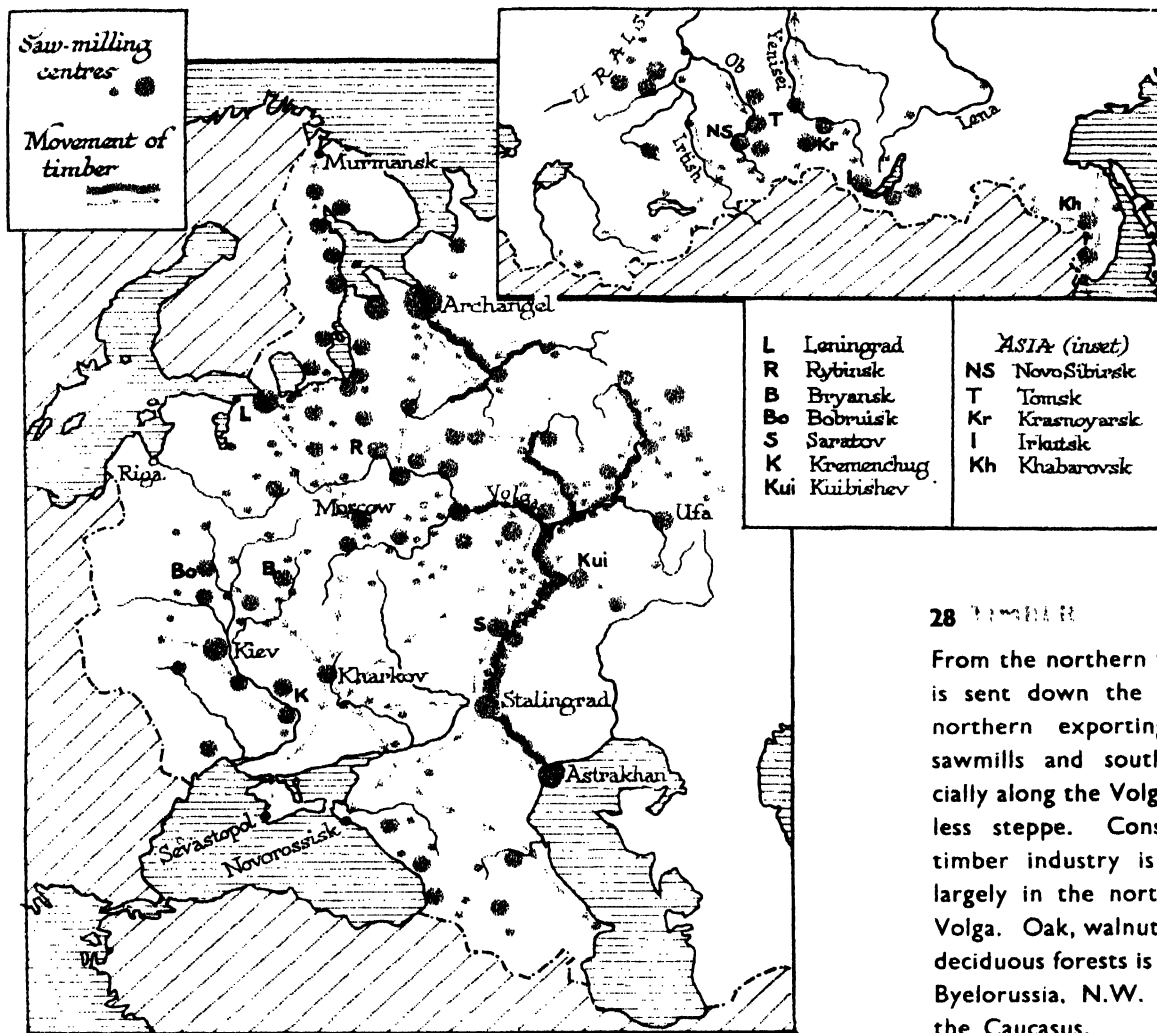 Saw-milling
centres
Movement of
timber
Murmansk
Archangel
L
R
Riga
Moscow
Volga
Ufa
Bo
B
Kui
S
Kiev
K
Kharkov
Stalingrad
Astrakhan
Sevastopol
Novorossisk
URALS
Ob
Yenisei
Lena
NS
T
Kr
Irtish
I
Kh
L Leningrad
R Rybinsk
B Bryansk
Bo Bobruisk
S Saratov
K Kremenchug
Kui Kuibishev
ASIA (inset)
NS NovoSibirsk
T Tomsk
Kr Krasnoyarsk
I Irkutsk
Kh Khabarovsk
28 TIMBER
From the northern
is sent down the
northern exporting
sawmills and south
cially along the Volg
less steppe. Cons
timber industry is
largely in the nort
Volga. Oak, walnut
deciduous forests is
Byelorussia, N.W.
the Caucasus.